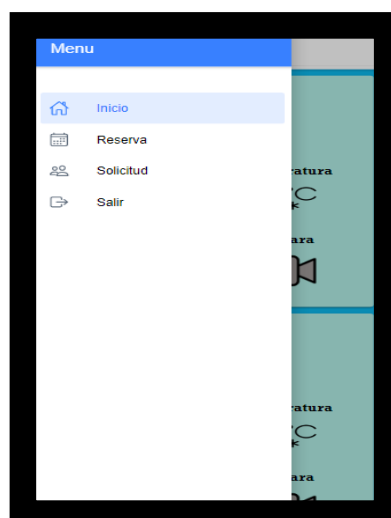 Menu
Inicio
Reserva
Solicitud
Salir
ratura
ara
ratura
ara